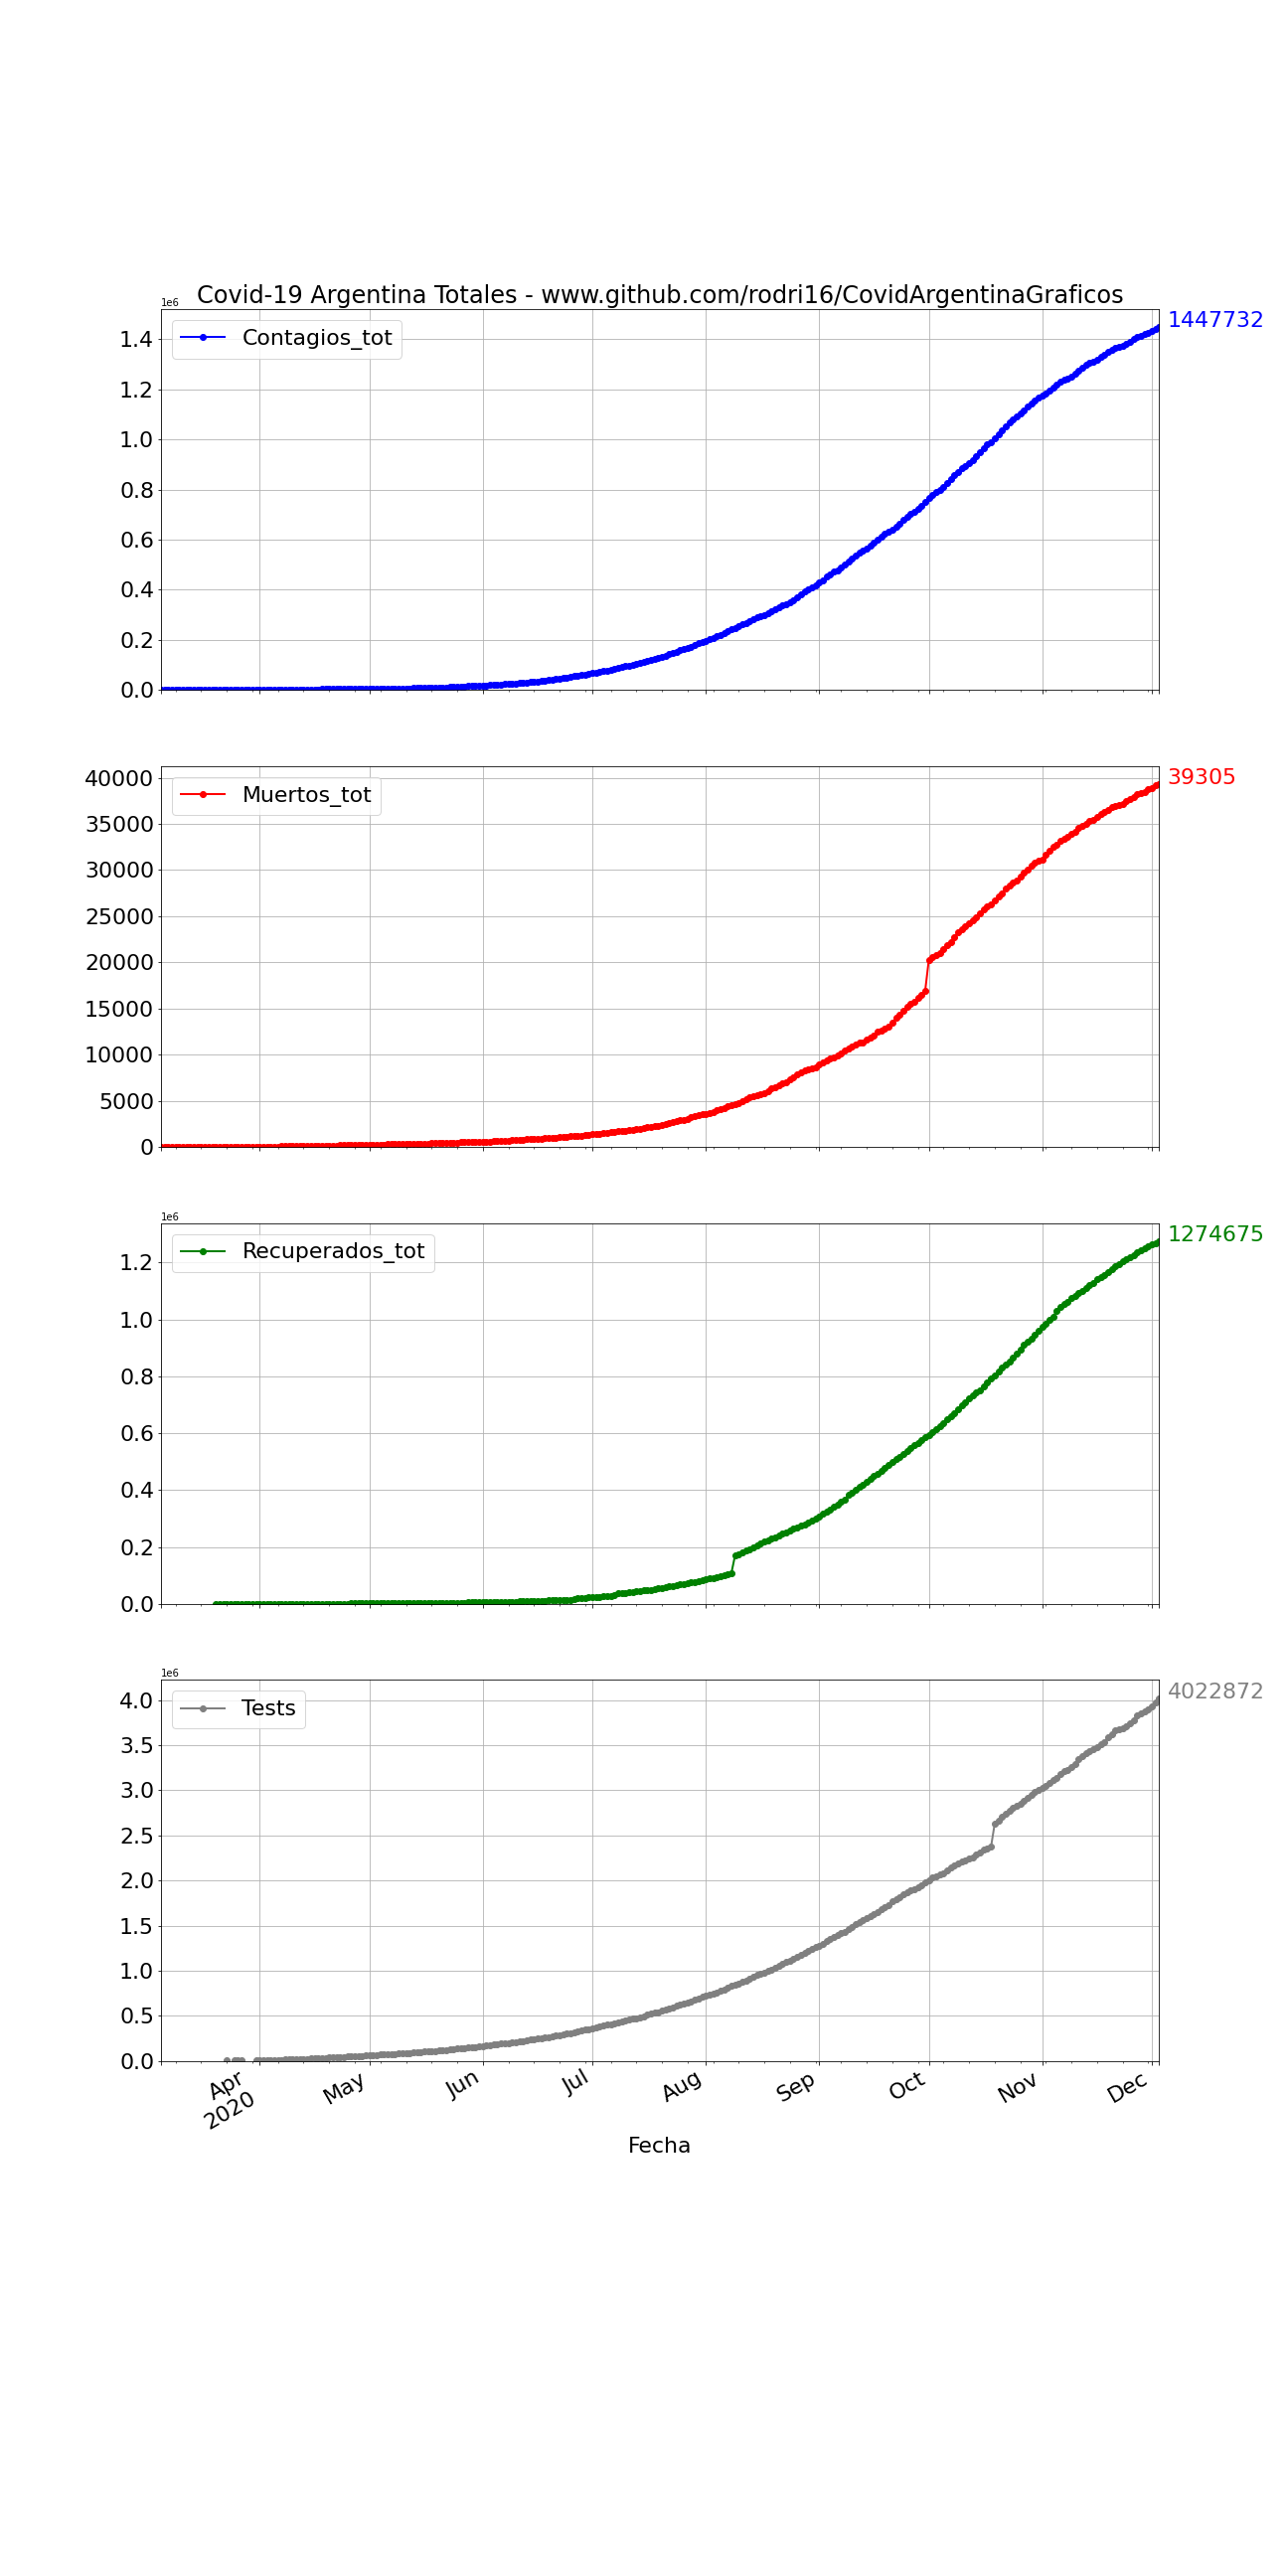 Covid-19 Argentina Totales - www.github.com/rodri16/CovidArgentinaGraficos
1e6
1447732
Contagios_tot
1.4
1.2
1.0
0.8
0.6
0.4
0.2
0.0
39305
Muertos_tot
40000
35000
30000
25000
20000
15000
10000
5000
0
1e6
1274675
Recuperados_tot
1.2
1.0
0.8
0.6
0.4
0.2
0.0
1e6
4022872
Tests
4.0
3.5
3.0
2.5
2.0
1.5
1.0
0.5
0.0
Apr
2020
May
Jun
Jul
Aug
Sep
Oct
Nov
Dec
Fecha